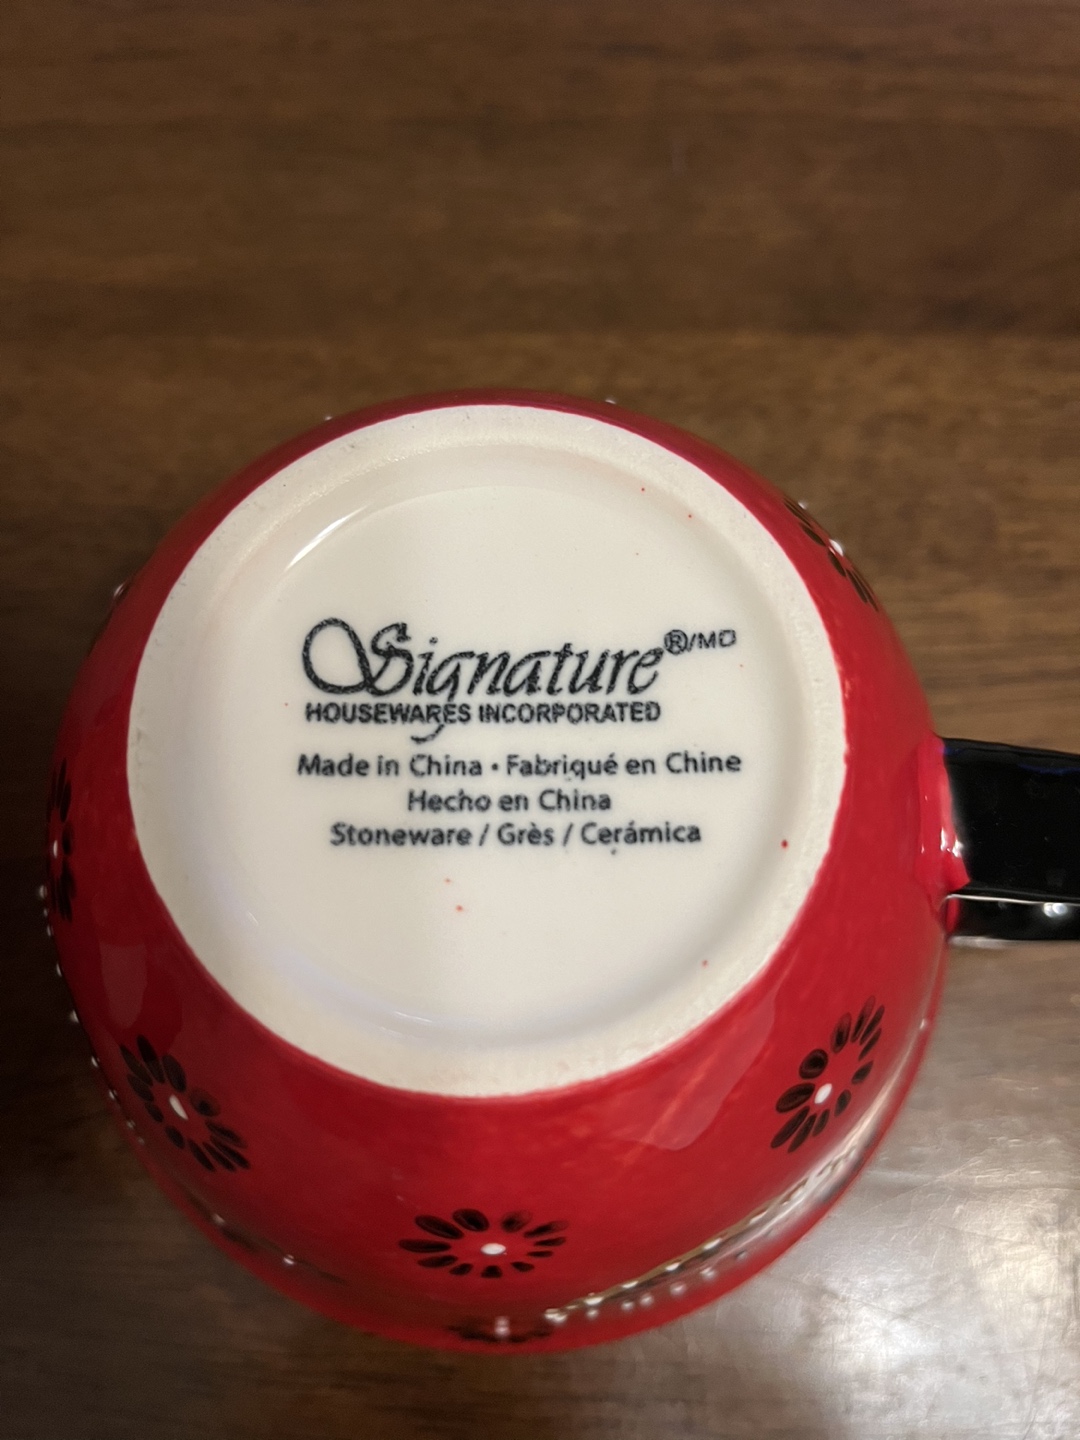 Signature®/MD
HOUSEWARES INCORPORATED
Made in China • Fabriqué en Chine
Hecho en China
Stoneware / Grès / Cerámica